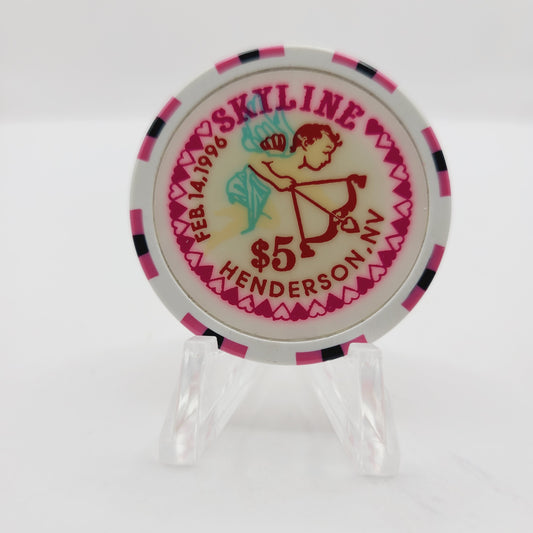 SKYLINE
FEB. 14, 1996
$5
HENDERSON, NV